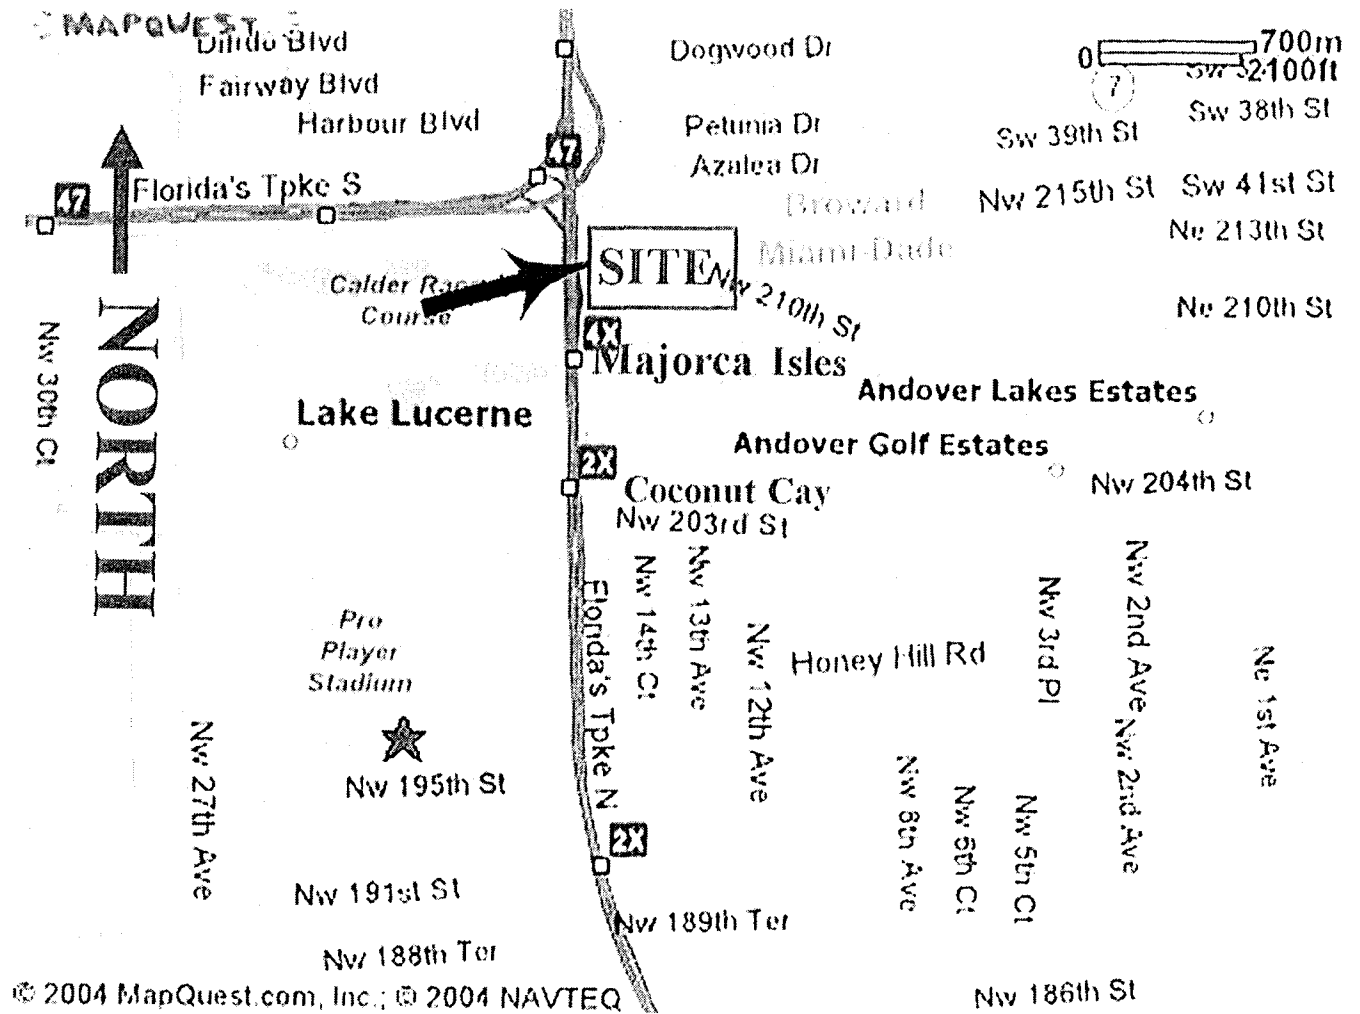 MAPQUEST
Blvd
Fairway Blvd
Harbour Blvd
Dogwood Dr
0 700m
2100ft
7
Sw 38th St
Sw 39th St
Petunia Dr
Azalea Dr
47
47
Florida's Tpke S
Broward
Nw 215th St
Sw 41st St
Ne 213th St
Miami-Dade
SITE
Nw 210th St
Ne 210th St
Calder
Course
NORTH
Nw 30th Ct
4X
Majorca Isles
Andover Lakes Estates
Lake Lucerne
Andover Golf Estates
2X
Coconut Cay
Nw 204th St
Nw 203rd St
Nw 14th Ct
Nw 13th Ave
Nw 12th Ave
Florida's Tpke N
Honey Hill Rd
Nw 3rd Pl
Nw 2nd Ave
Nw 2nd Ave
Ne 1st Ave
Pro
Player
Stadium
Nw 195th St
Nw 27th Ave
Nw 8th Ave
Nw 6th Ct
Nw 5th Ct
2X
Nw 191st St
Nw 189th Ter
Nw 188th Ter
Nw 186th St
© 2004 MapQuest.com, Inc.; © 2004 NAVTEQ